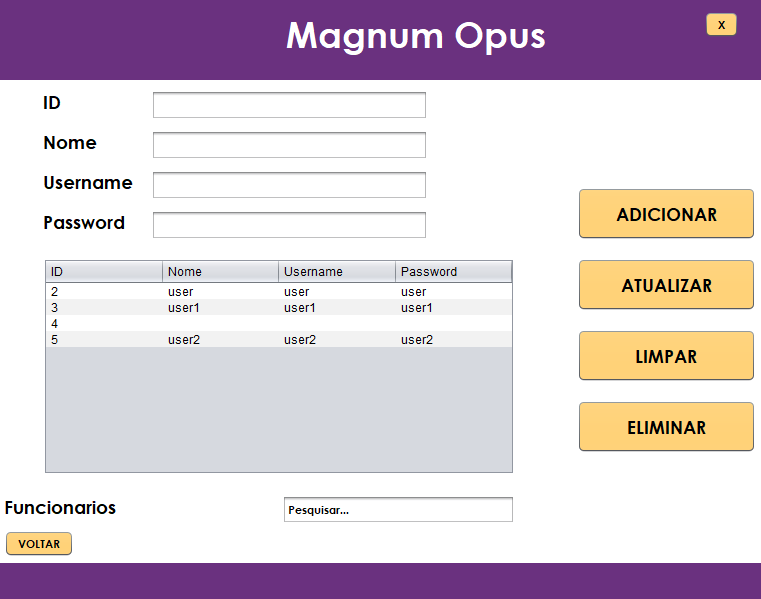 Magnum Opus
X
ID
Nome
Username
Password
ID Nome Username Password
2 user user user
3 user1 user1 user1
4
5 user2 user2 user2
ADICIONAR
ATUALIZAR
LIMPAR
ELIMINAR
Funcionarios
Pesquisar...
VOLTAR